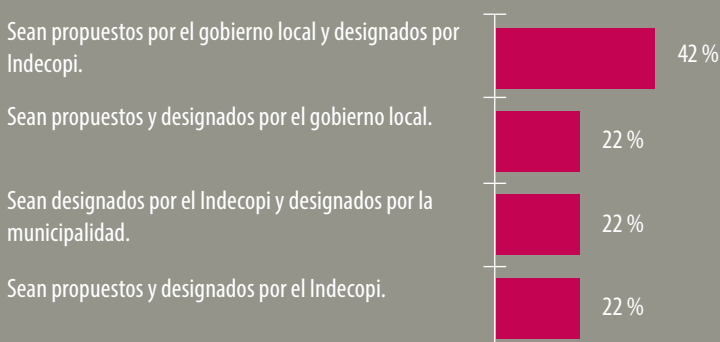 Sean propuestos por el gobierno local y designados por
Indecopi.
42 %
Sean propuestos y designados por el gobierno local.
22 %
Sean designados por el Indecopi y designados por la
municipalidad.
22 %
Sean propuestos y designados por el Indecopi.
22 %